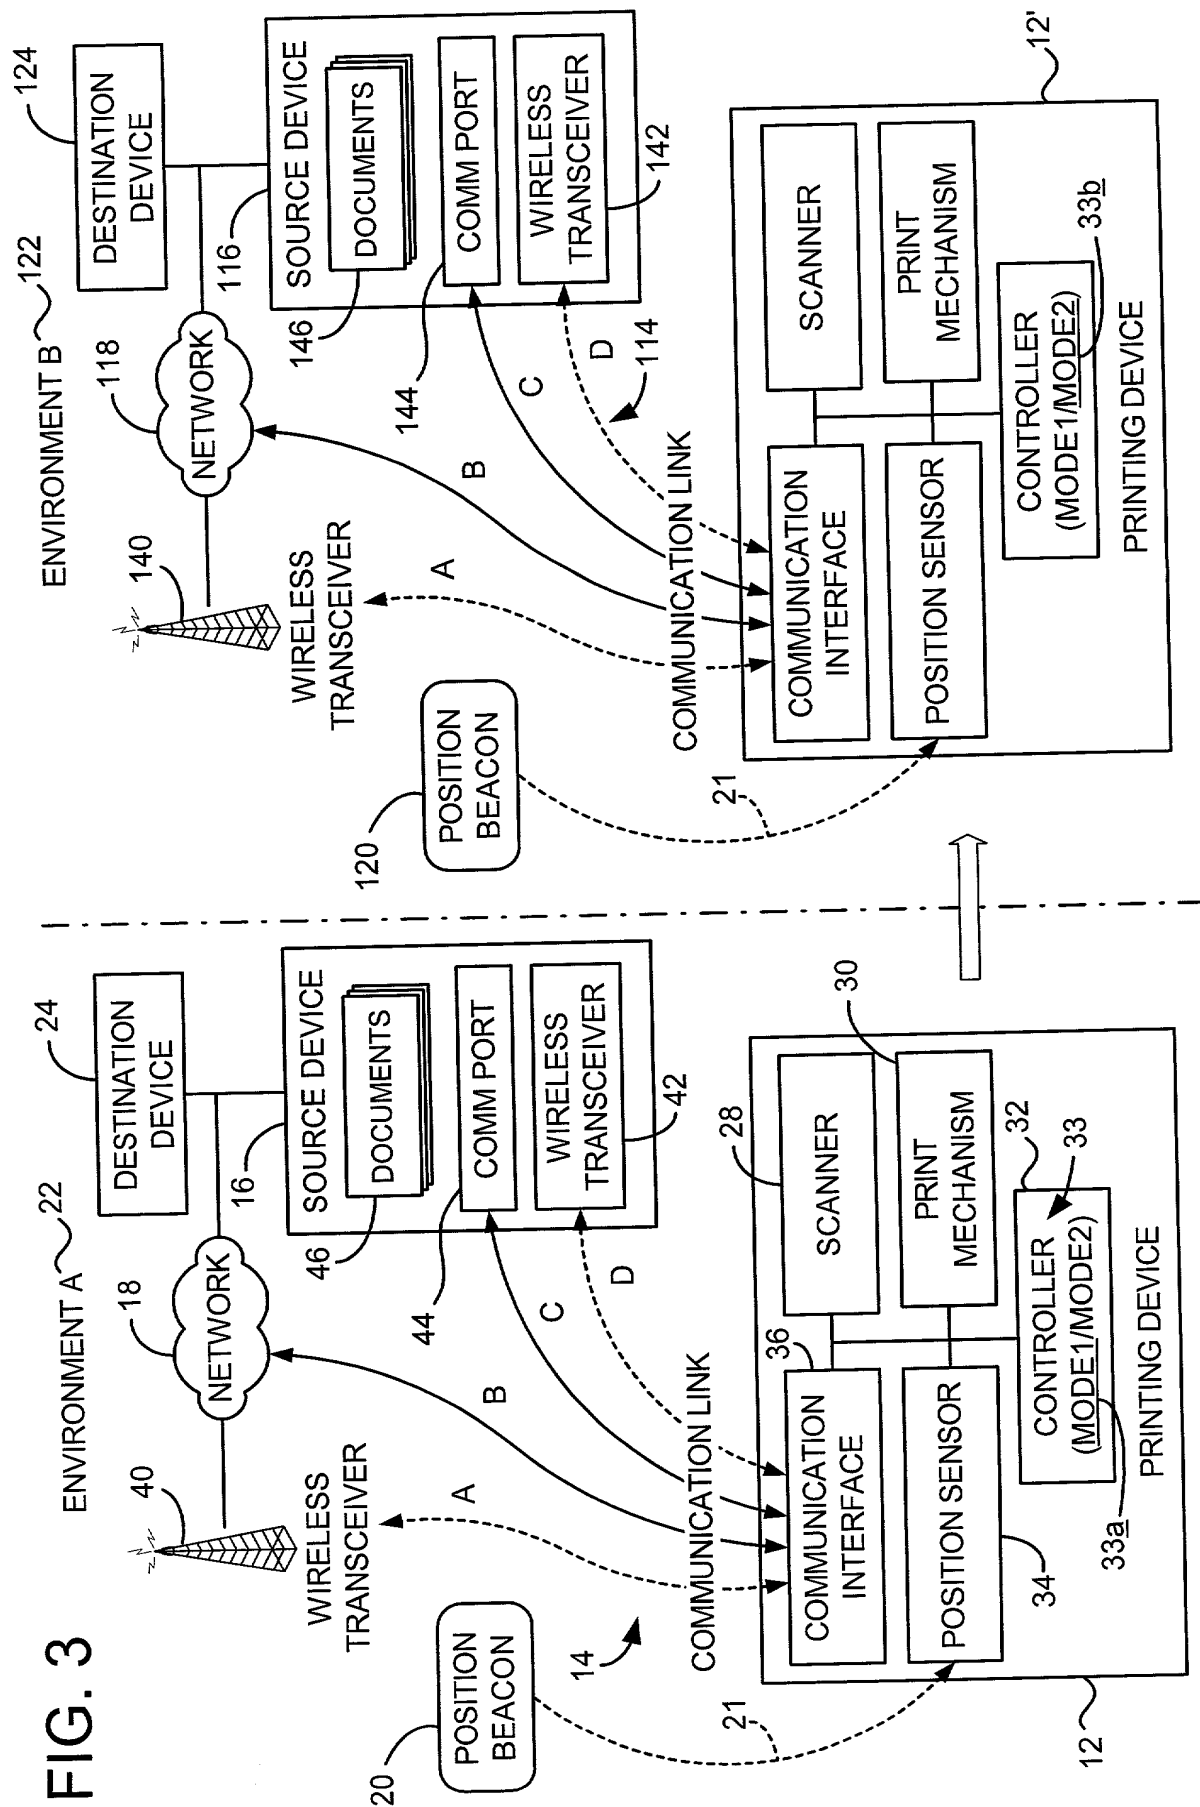 FIG. 3
ENVIRONMENT A
22
40
18
NETWORK
24
DESTINATION
DEVICE
WIRELESS
TRANSCEIVER
16
SOURCE DEVICE
46
DOCUMENTS
44
COMM PORT
WIRELESS
TRANSCEIVER
42
20
POSITION
BEACON
A
B
C
D
14
COMMUNICATION LINK
21
36
COMMUNICATION
INTERFACE
28
SCANNER
POSITION SENSOR
34
30
PRINT
MECHANISM
32
CONTROLLER
33
(MODE1/MODE2)
33a
PRINTING DEVICE
12
ENVIRONMENT B
122
140
118
NETWORK
124
DESTINATION
DEVICE
WIRELESS
TRANSCEIVER
116
SOURCE DEVICE
146
DOCUMENTS
144
COMM PORT
WIRELESS
TRANSCEIVER
142
120
POSITION
BEACON
A
B
C
D
114
COMMUNICATION LINK
21
COMMUNICATION
INTERFACE
SCANNER
POSITION SENSOR
PRINT
MECHANISM
CONTROLLER
(MODE1/MODE2)
33b
PRINTING DEVICE
12'